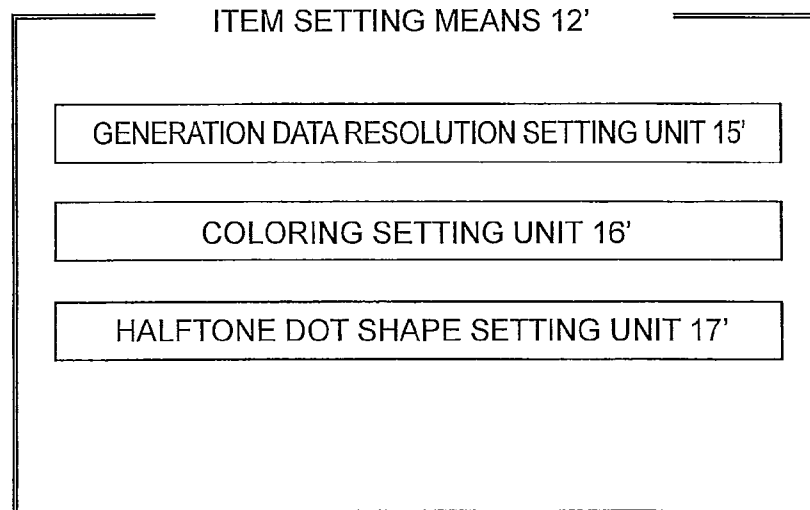 ITEM SETTING MEANS 12'
GENERATION DATA RESOLUTION SETTING UNIT 15'
COLORING SETTING UNIT 16'
HALFTONE DOT SHAPE SETTING UNIT 17'